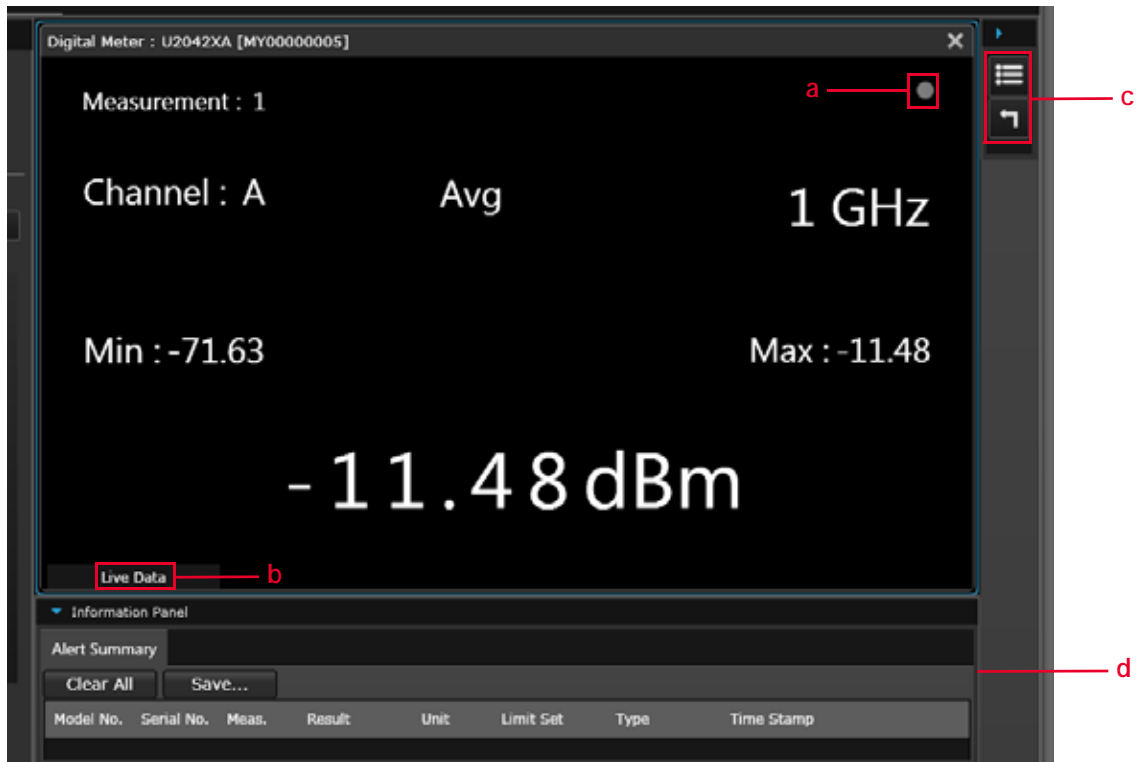 Digital Meter : U2042XA [MY00000005]
Measurement : 1
a
c
Channel : A
Avg
1 GHz
Min : -71.63
Max : -11.48
-11.48 dBm
Live Data
b
Information Panel
Alert Summary
d
Clear All
Save...
Model No. Serial No. Meas. Result Unit Limit Set Type Time Stamp